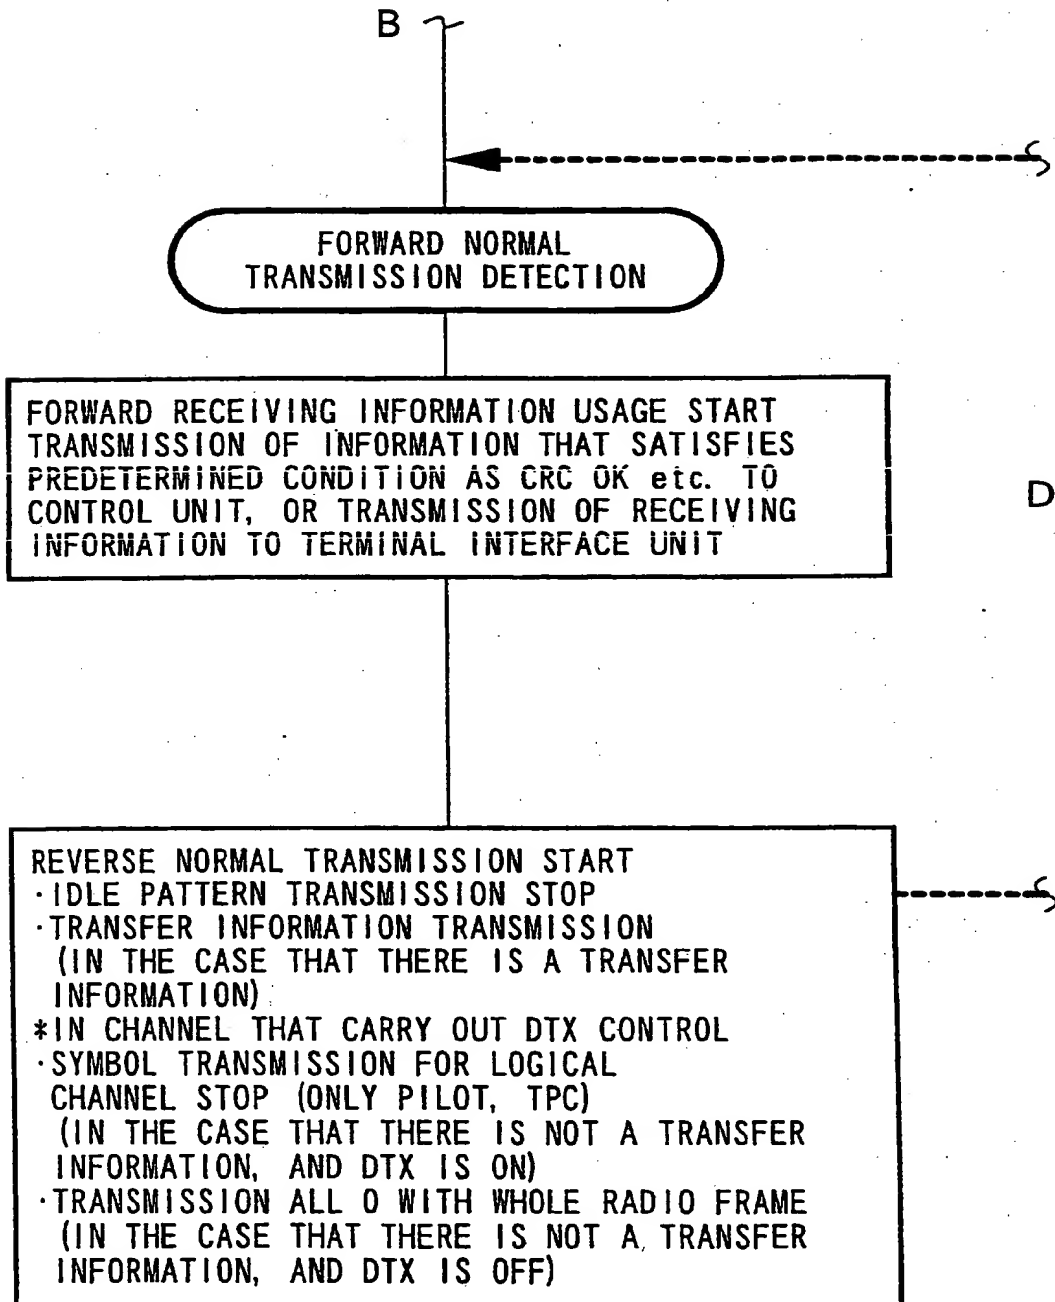 B
FORWARD NORMAL
TRANSMISSION DETECTION
FORWARD RECEIVING INFORMATION USAGE START
TRANSMISSION OF INFORMATION THAT SATISFIES
PREDETERMINED CONDITION AS CRC OK etc. TO
CONTROL UNIT, OR TRANSMISSION OF RECEIVING
INFORMATION TO TERMINAL INTERFACE UNIT
D
REVERSE NORMAL TRANSMISSION START
·IDLE PATTERN TRANSMISSION STOP
·TRANSFER INFORMATION TRANSMISSION
(IN THE CASE THAT THERE IS A TRANSFER
INFORMATION)
*IN CHANNEL THAT CARRY OUT DTX CONTROL
·SYMBOL TRANSMISSION FOR LOGICAL
CHANNEL STOP (ONLY PILOT, TPC)
(IN THE CASE THAT THERE IS NOT A TRANSFER
INFORMATION, AND DTX IS ON)
·TRANSMISSION ALL 0 WITH WHOLE RADIO FRAME
(IN THE CASE THAT THERE IS NOT A TRANSFER
INFORMATION, AND DTX IS OFF)